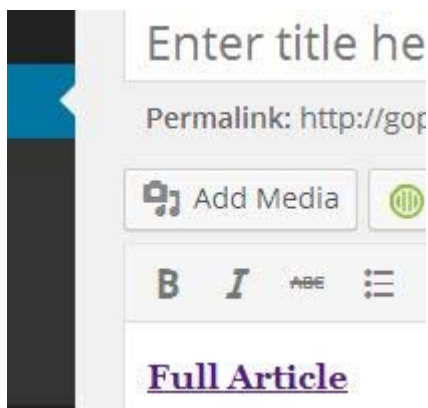 Enter title he
Permalink: http://gop
Add Media
B I ABE
Full Article